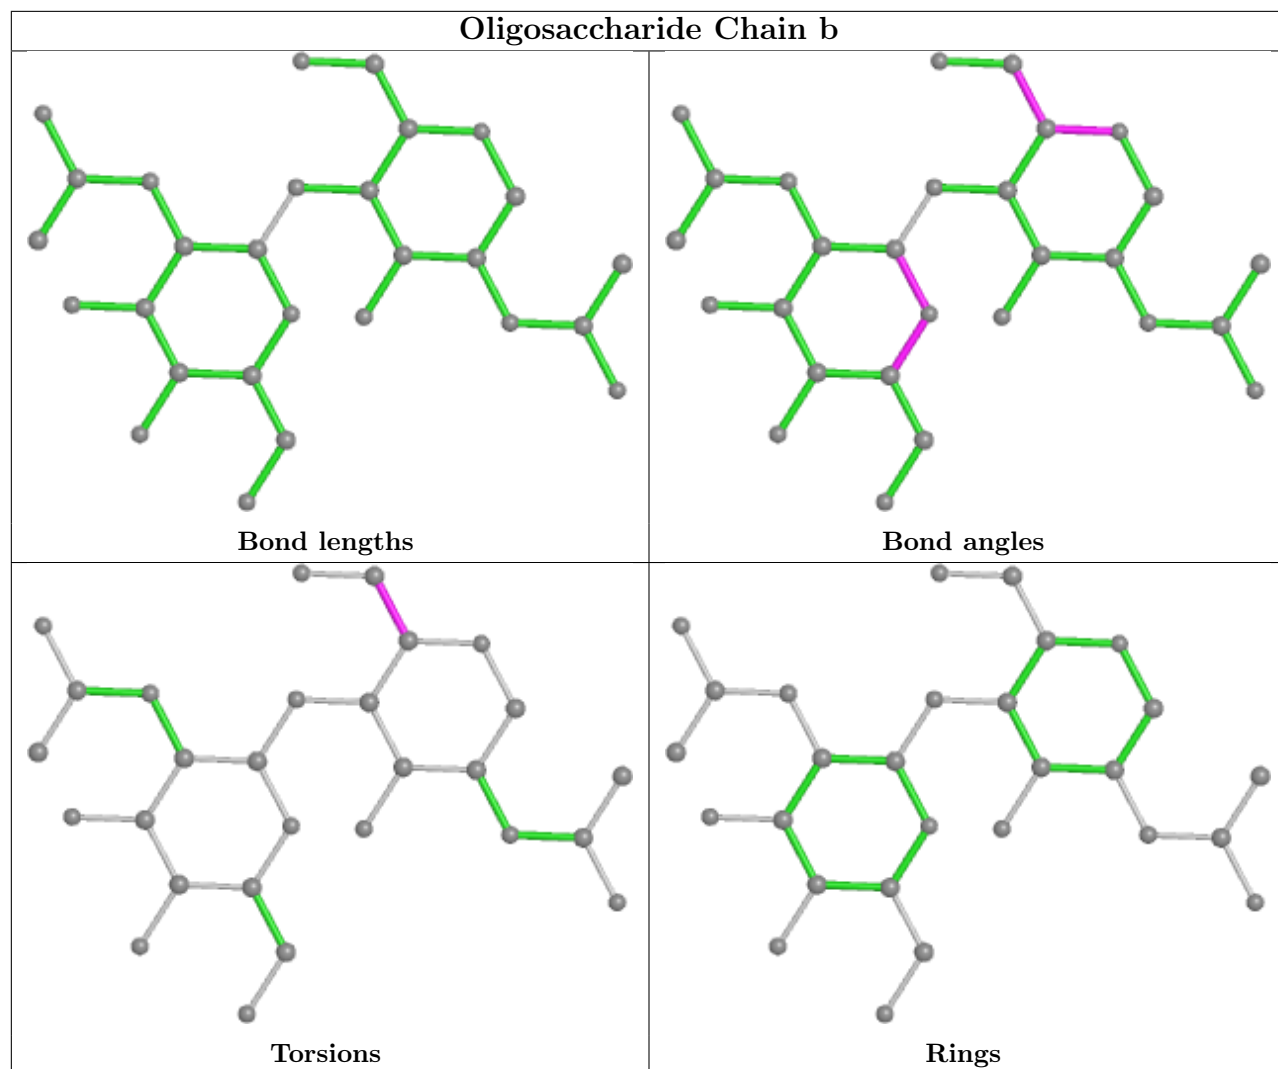 Oligosaccharide Chain b
Bond lengths
Bond angles
Torsions
Rings